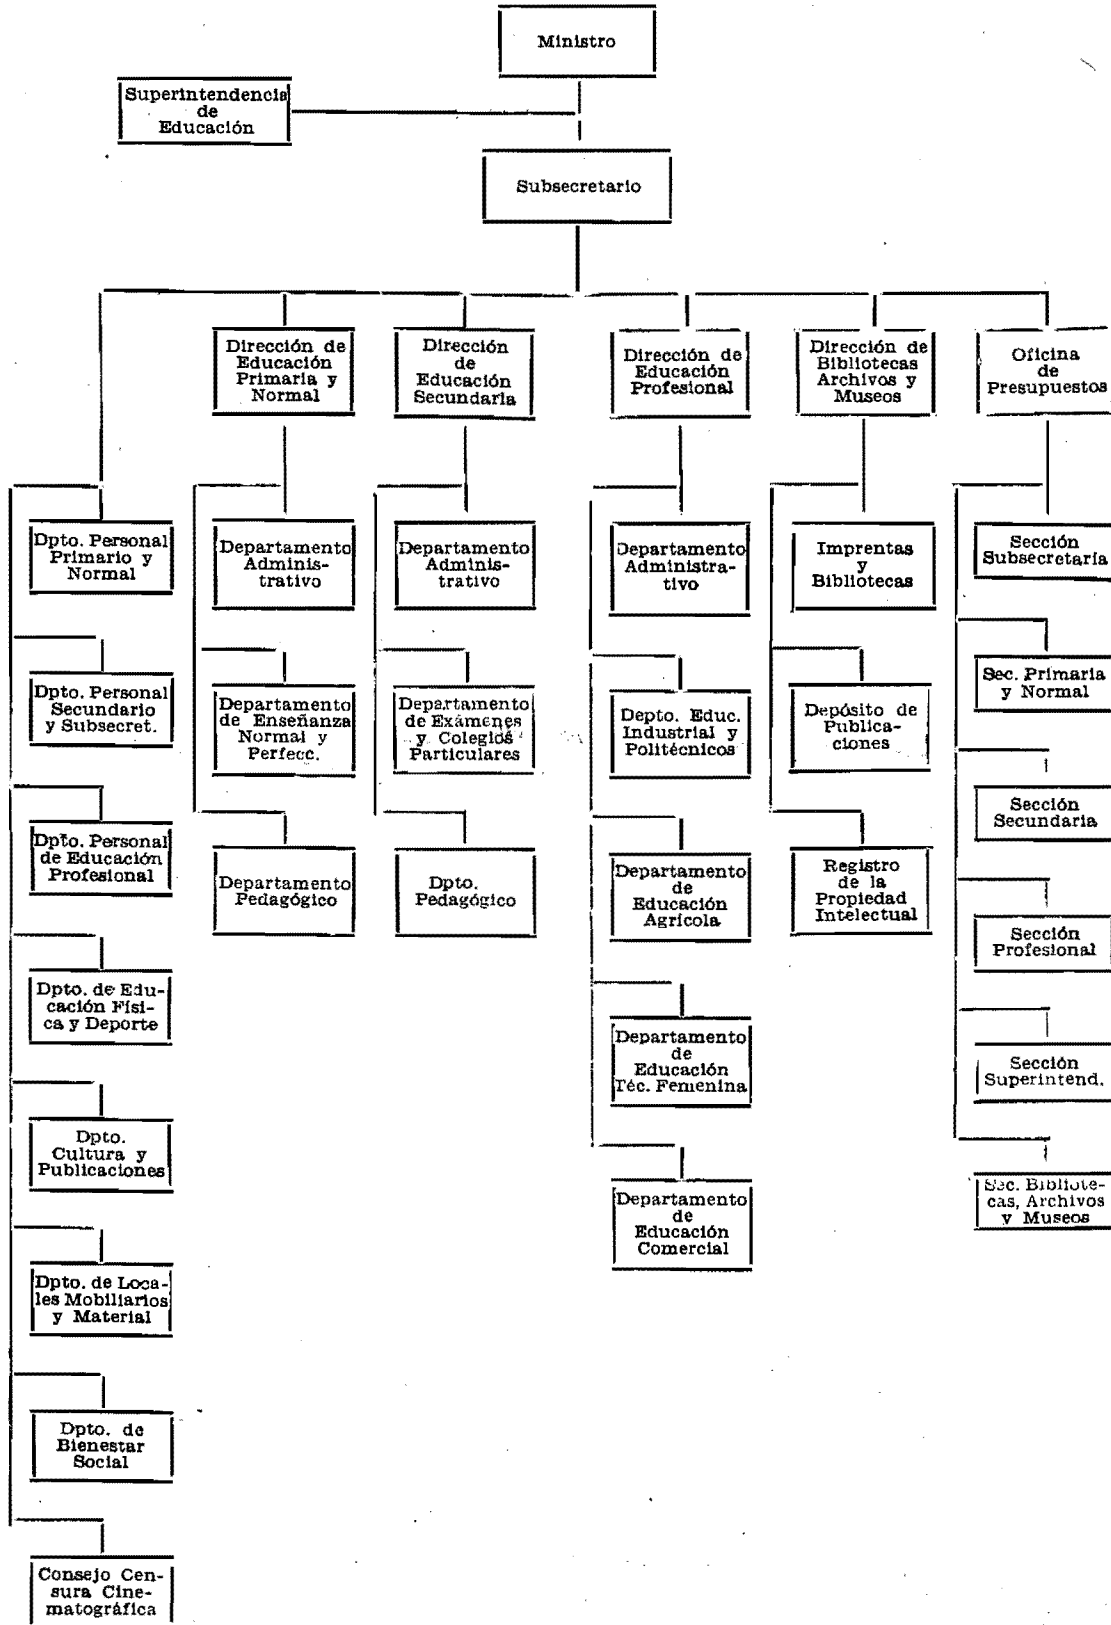 Ministro
Superintendencia
de
Educación
Subsecretario
Dirección de
Educación
Primaria y
Normal
Dirección
de
Educación
Secundaria
Dirección de
Educación
Profesional
Dirección de
Bibliotecas
Archivos y
Museos
Oficina
de
Presupuestos
Dpto. Personal
Primario y
Normal
Dpto. Personal
Secundario
y Subsecret.
Dpto. Personal
de Educación
Profesional
Dpto. de Edu-
cación Físi-
ca y Deporte
Dpto.
Cultura y
Publicaciones
Dpto. de Loca-
les Mobiliarios
y Material
Dpto. de
Bienestar
Social
Consejo Cen-
sura Cine-
matográfica
Departamento
Adminis-
trativo
Departamento
de Enseñanza
Normal y
Perfecc.
Departamento
Pedagógico
Departamento
Adminis-
trativo
Departamento
de Exámenes
y Colegios
Particulares
Dpto.
Pedagógico
Departamento
Administra-
tivo
Depto. Educ.
Industrial y
Politécnicos
Departamento
de
Educación
Agrícola
Departamento
de
Educación
Téc. Femenina
Departamento
de
Educación
Comercial
Imprentas
y
Bibliotecas
Depósito de
Publica-
ciones
Registro
de la
Propiedad
Intelectual
Sección
Subsecretaría
Sec. Primaria
y Normal
Sección
Secundaria
Sección
Profesional
Sección
Superintend.
Sec. Bibliote-
cas, Archivos
y Museos